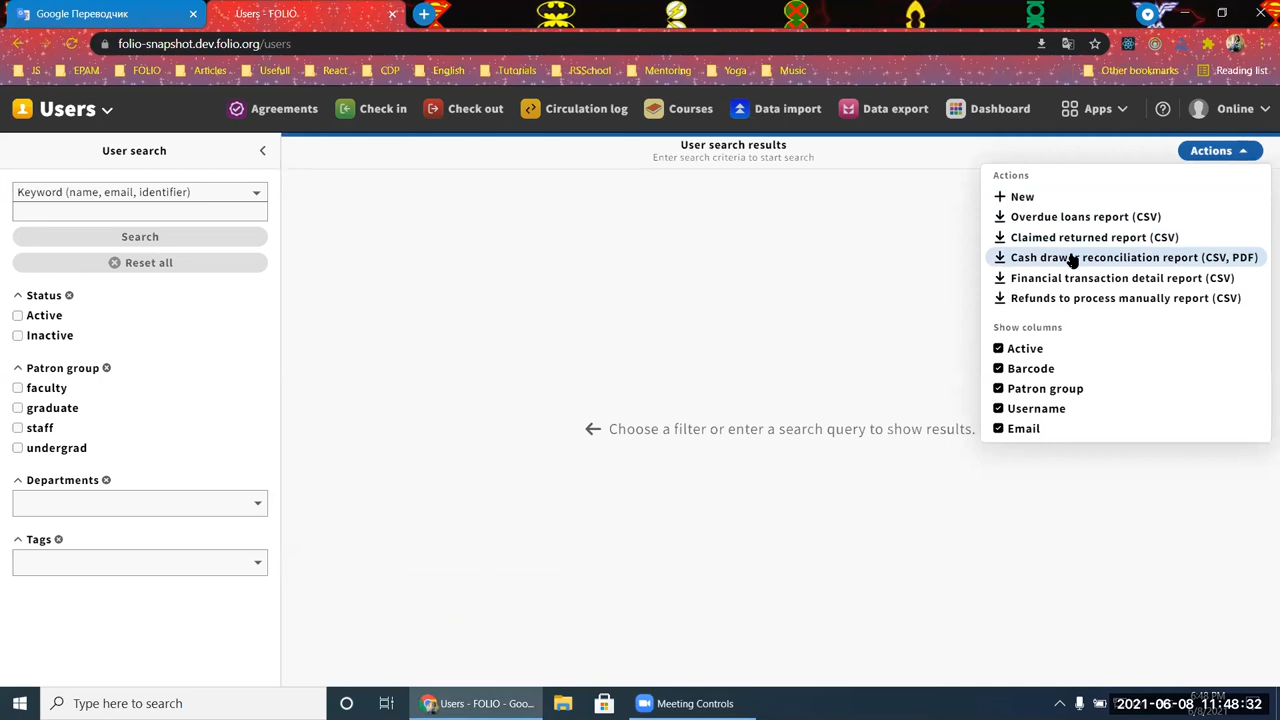 Google Переводчик
Users - FOLIO
folio-snapshot.dev.folio.org/users
JS EPAM FOLIO Articles Usefull React CDP English Tutorials RSSchool Mentoring Yoga Music Other bookmarks Reading list
Users Agreements Check in Check out Circulation log Courses Data import Data export Dashboard Apps Online
User search
User search results
Enter search criteria to start search
Actions
Keyword (name, email, identifier)
Search
Reset all
Status
Active
Inactive
Patron group
faculty
graduate
staff
undergrad
Departments
Tags
Choose a filter or enter a search query to show results.
Actions
New
Overdue loans report (CSV)
Claimed returned report (CSV)
Cash drawer reconciliation report (CSV, PDF)
Financial transaction detail report (CSV)
Refunds to process manually report (CSV)
Show columns
Active
Barcode
Patron group
Username
Email
Type here to search
Users - FOLIO - Goo...
Meeting Controls
6:48 PM
2021-06-08 11:48:32